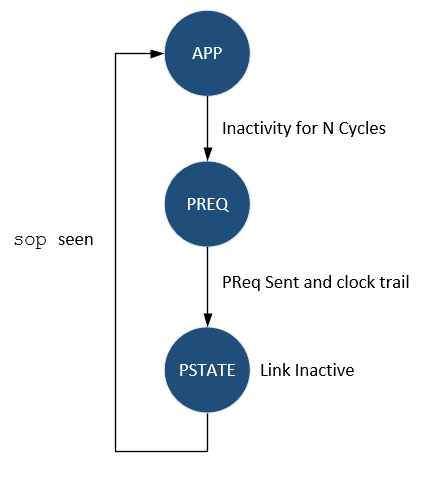 APP
Inactivity for N Cycles
PREQ
sop seen
PReq Sent and clock trail
PSTATE
Link Inactive